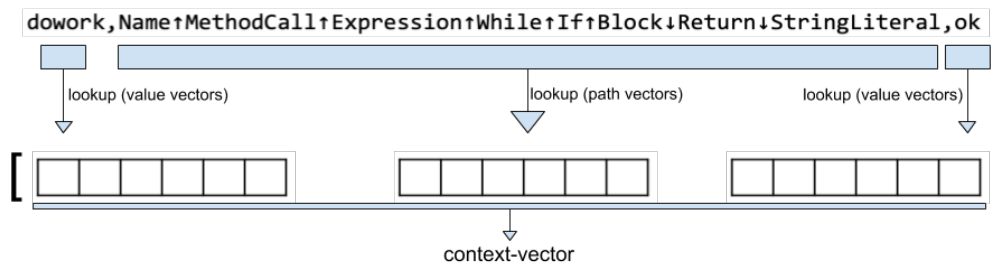 dowork,Name↑MethodCall↑Expression↑While↑If↑Block↓Return↓StringLiteral,ok
lookup (value vectors)
lookup (path vectors)
lookup (value vectors)
[
context-vector